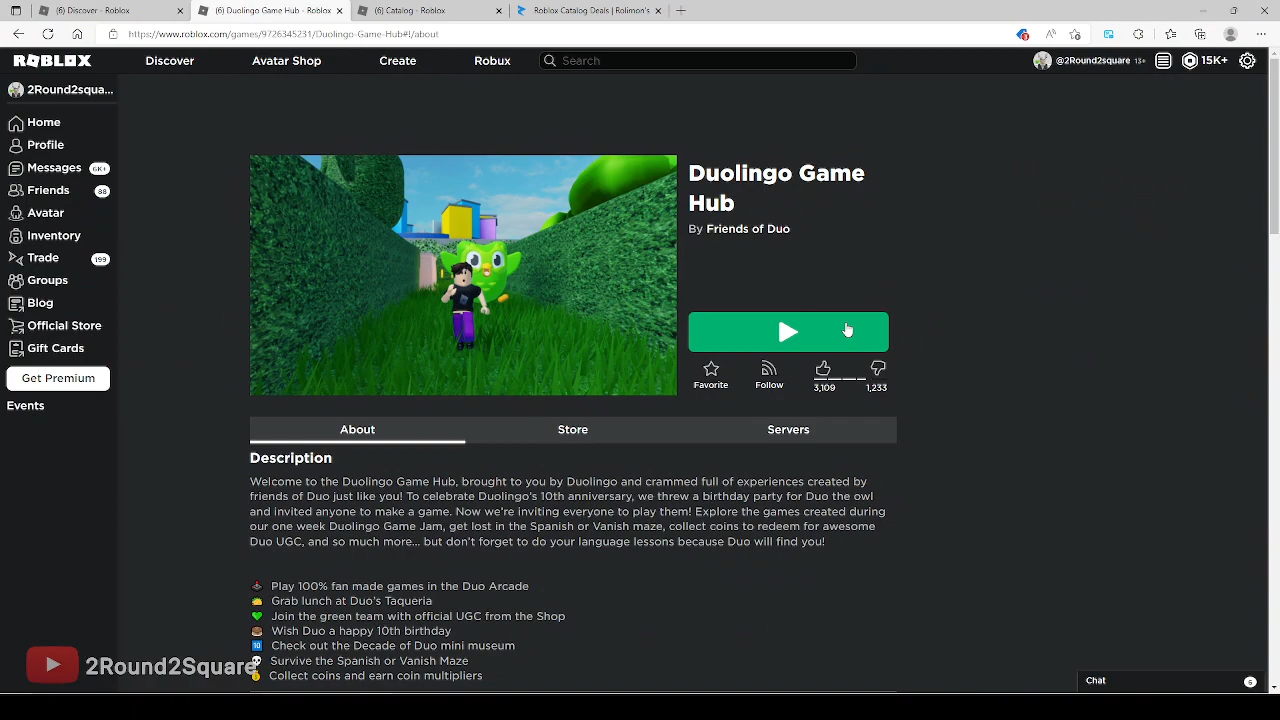 (6) Discover - Roblox
(6) Duolingo Game Hub - Roblox
(6) Catalog - Roblox
Roblox Catalog Deals | Rolimon's
https://www.roblox.com/games/9726345231/Duolingo-Game-Hub#!/about
3
ROBLOX
Discover
Avatar Shop
Create
Robux
Search
@2Round2square 13+
15K+
2Round2squa...
Home
Profile
Messages 6K+
Friends 88
Avatar
Inventory
Trade 199
Groups
Blog
Official Store
Gift Cards
Get Premium
Events
Duolingo Game
Hub
By Friends of Duo
Favorite
Follow
3,109
1,233
About
Store
Servers
Description
Welcome to the Duolingo Game Hub, brought to you by Duolingo and crammed full of experiences created by
friends of Duo just like you! To celebrate Duolingo's 10th anniversary, we threw a birthday party for Duo the owl
and invited anyone to make a game. Now we're inviting everyone to play them! Explore the games created during
our one week Duolingo Game Jam, get lost in the Spanish or Vanish maze, collect coins to redeem for awesome
Duo UGC, and so much more... but don't forget to do your language lessons because Duo will find you!
🕹️ Play 100% fan made games in the Duo Arcade
🌮 Grab lunch at Duo's Taqueria
💚 Join the green team with official UGC from the Shop
🎂 Wish Duo a happy 10th birthday
🔟 Check out the Decade of Duo mini museum
💀 Survive the Spanish or Vanish Maze
💰 Collect coins and earn coin multipliers
2Round2Square
Chat
6